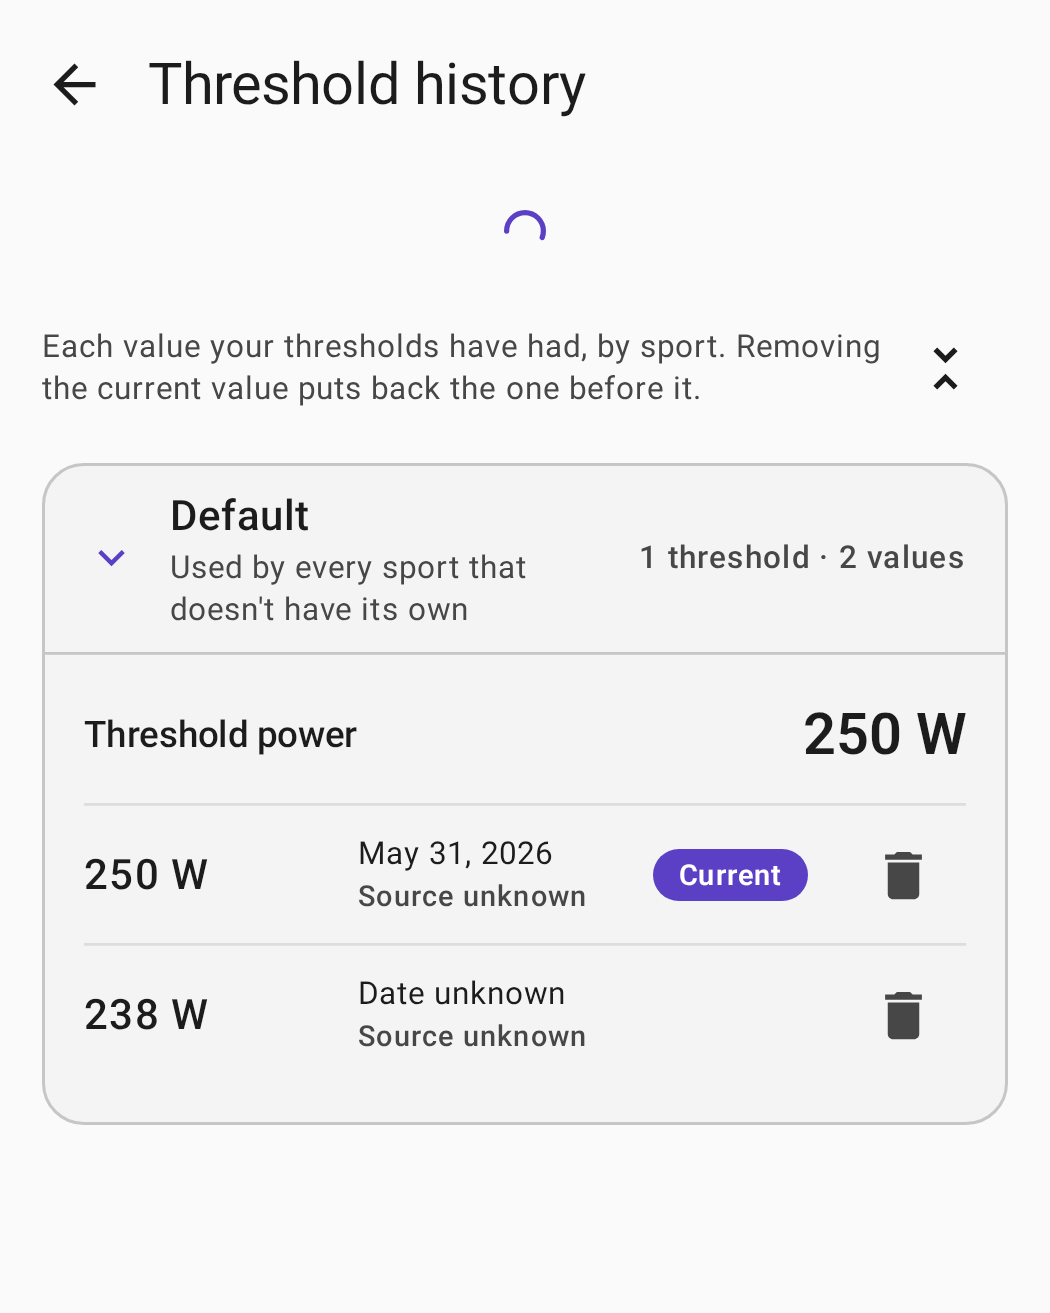 Threshold history
Each value your thresholds have had, by sport. Removing
the current value puts back the one before it.
Default
Used by every sport that
doesn't have its own
1 threshold · 2 values
Threshold power
250 W
250 W
May 31, 2026
Source unknown
Current
238 W
Date unknown
Source unknown